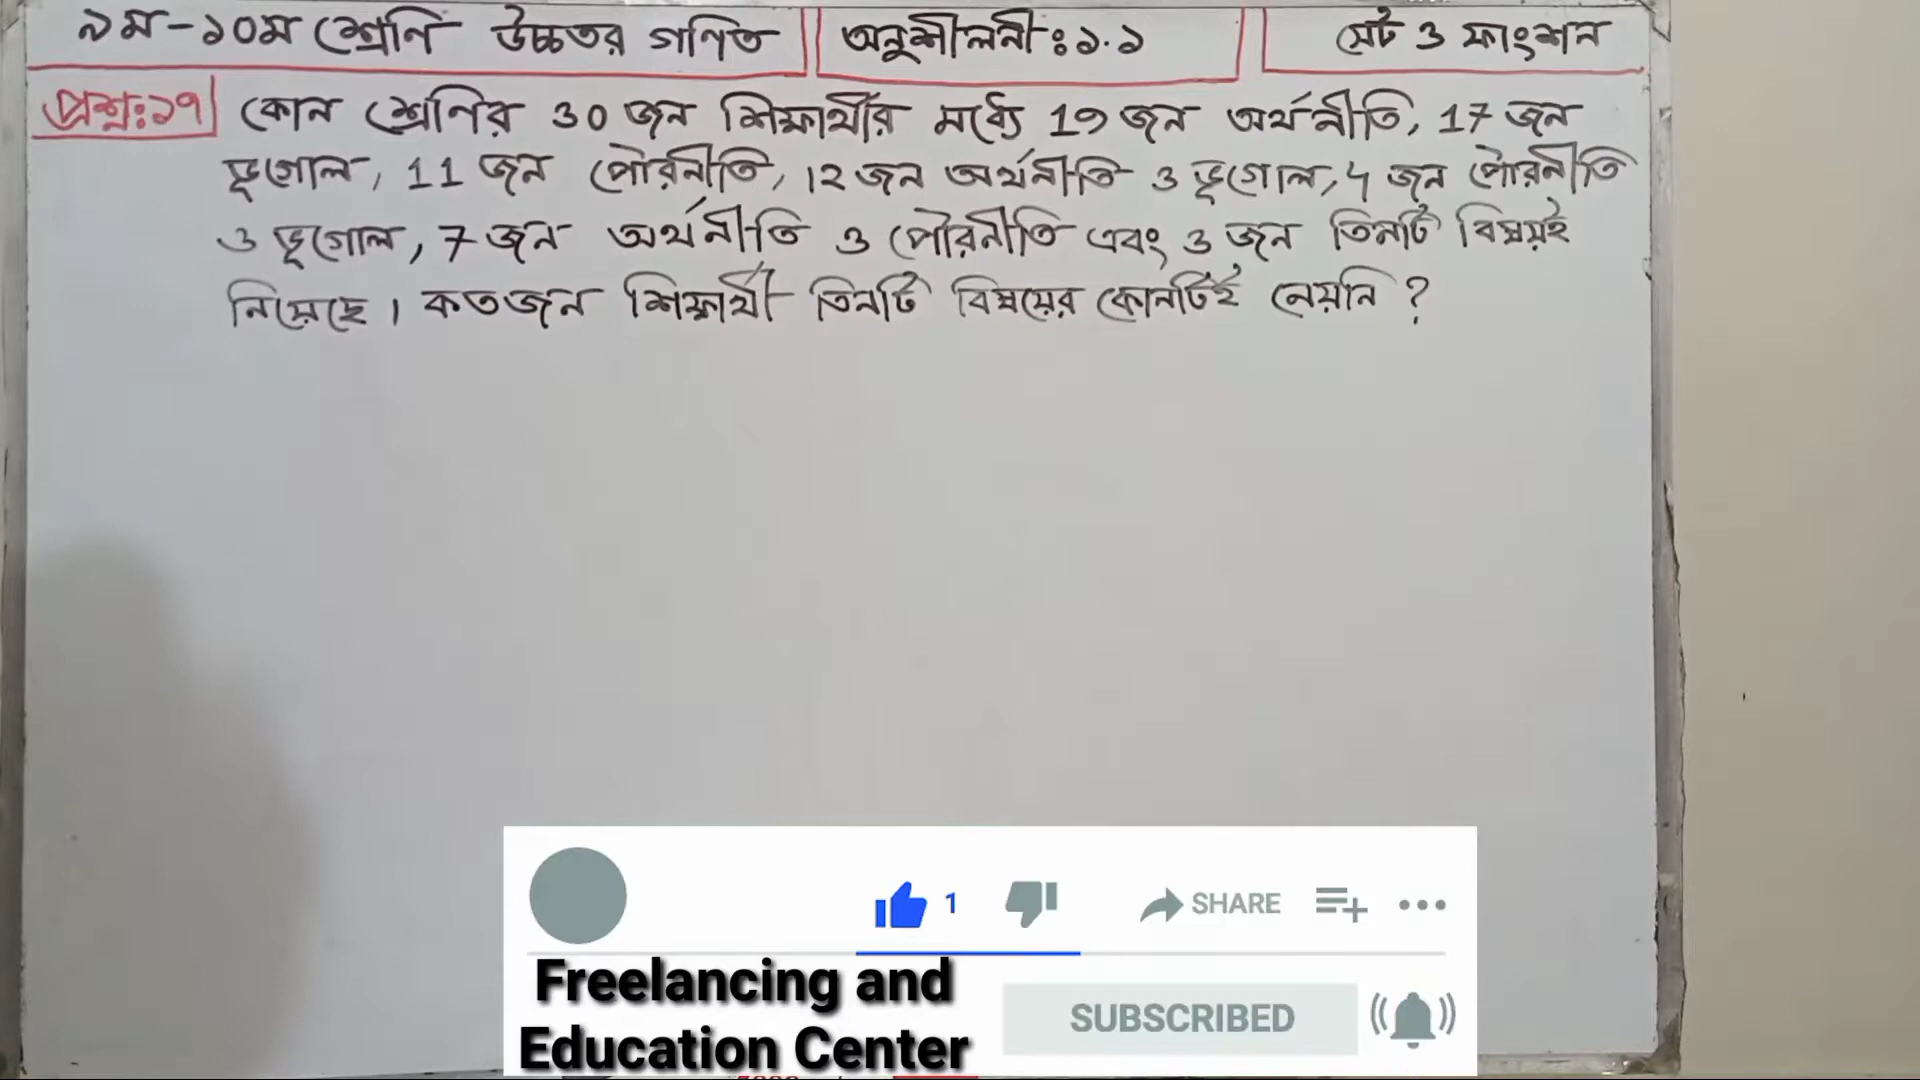 ৯ম-১০ম শ্রেণি উচ্চতর গণিত অনুশীলনী: ১.১ সেট ও ফাংশন
প্রশ্ন: ১৭ কোন শ্রেণির 30 জন শিক্ষার্থীর মধ্যে 19 জন অর্থনীতি, 17 জন
ভূগোল, 11 জন পৌরনীতি, 12 জন অর্থনীতি ও ভূগোল, 4 জন পৌরনীতি
ও ভূগোল, 7 জন অর্থনীতি ও পৌরনীতি এবং 3 জন তিনটি বিষয়ই
নিয়েছে। কতজন শিক্ষার্থী তিনটি বিষয়ের কোনটিই নেয়নি ?
1 SHARE
Freelancing and
Education Center
SUBSCRIBED